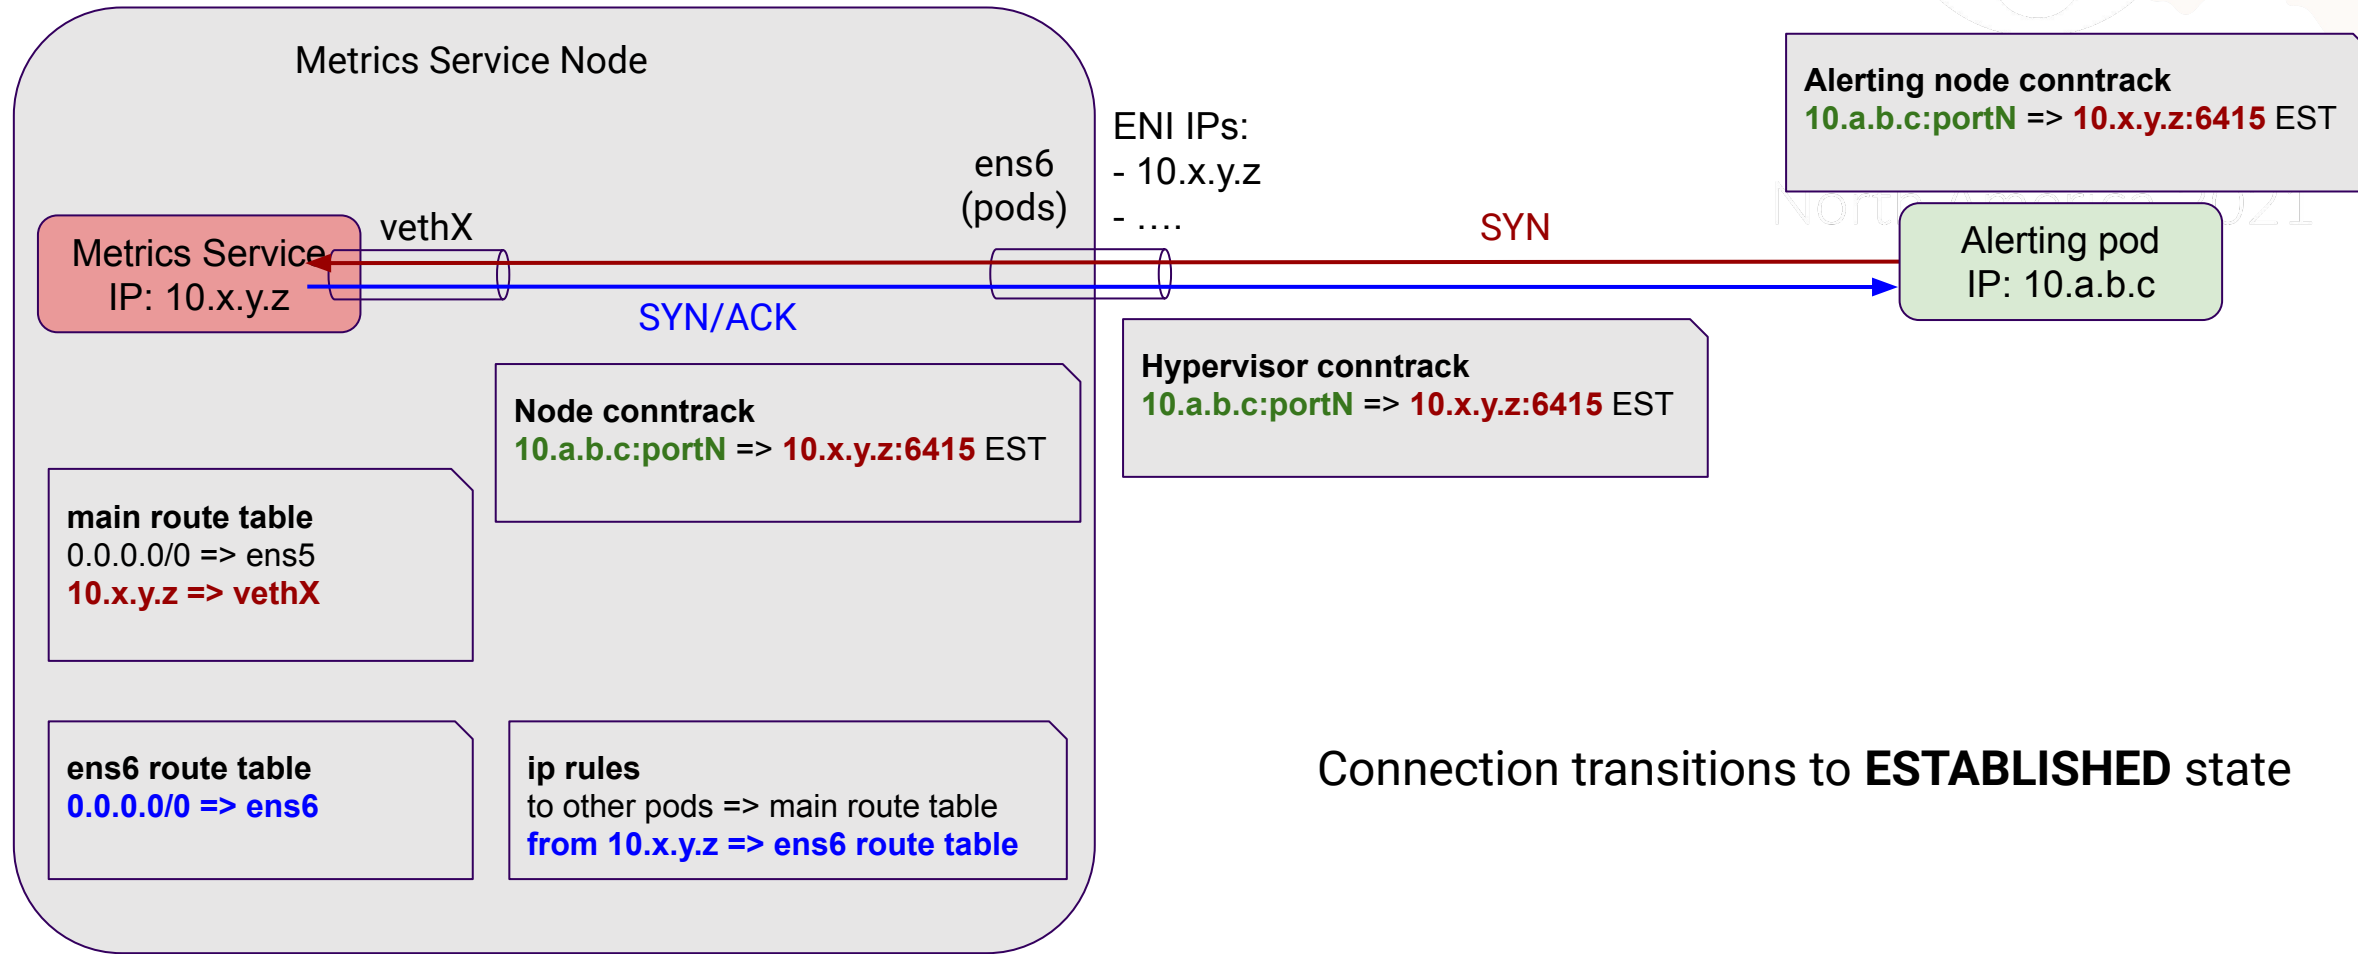 Metrics Service Node
Metrics Service
IP: 10.x.y.z
vethX
ens6
(pods)
ENI IPs:
- 10.x.y.z
- ....
SYN
SYN/ACK
Alerting node conntrack
10.a.b.c:portN => 10.x.y.z:6415 EST
North America 2021
Alerting pod
IP: 10.a.b.c
Hypervisor conntrack
10.a.b.c:portN => 10.x.y.z:6415 EST
Node conntrack
10.a.b.c:portN => 10.x.y.z:6415 EST
main route table
0.0.0.0/0 => ens5
10.x.y.z => vethX
ens6 route table
0.0.0.0/0 => ens6
ip rules
to other pods => main route table
from 10.x.y.z => ens6 route table
Connection transitions to ESTABLISHED state